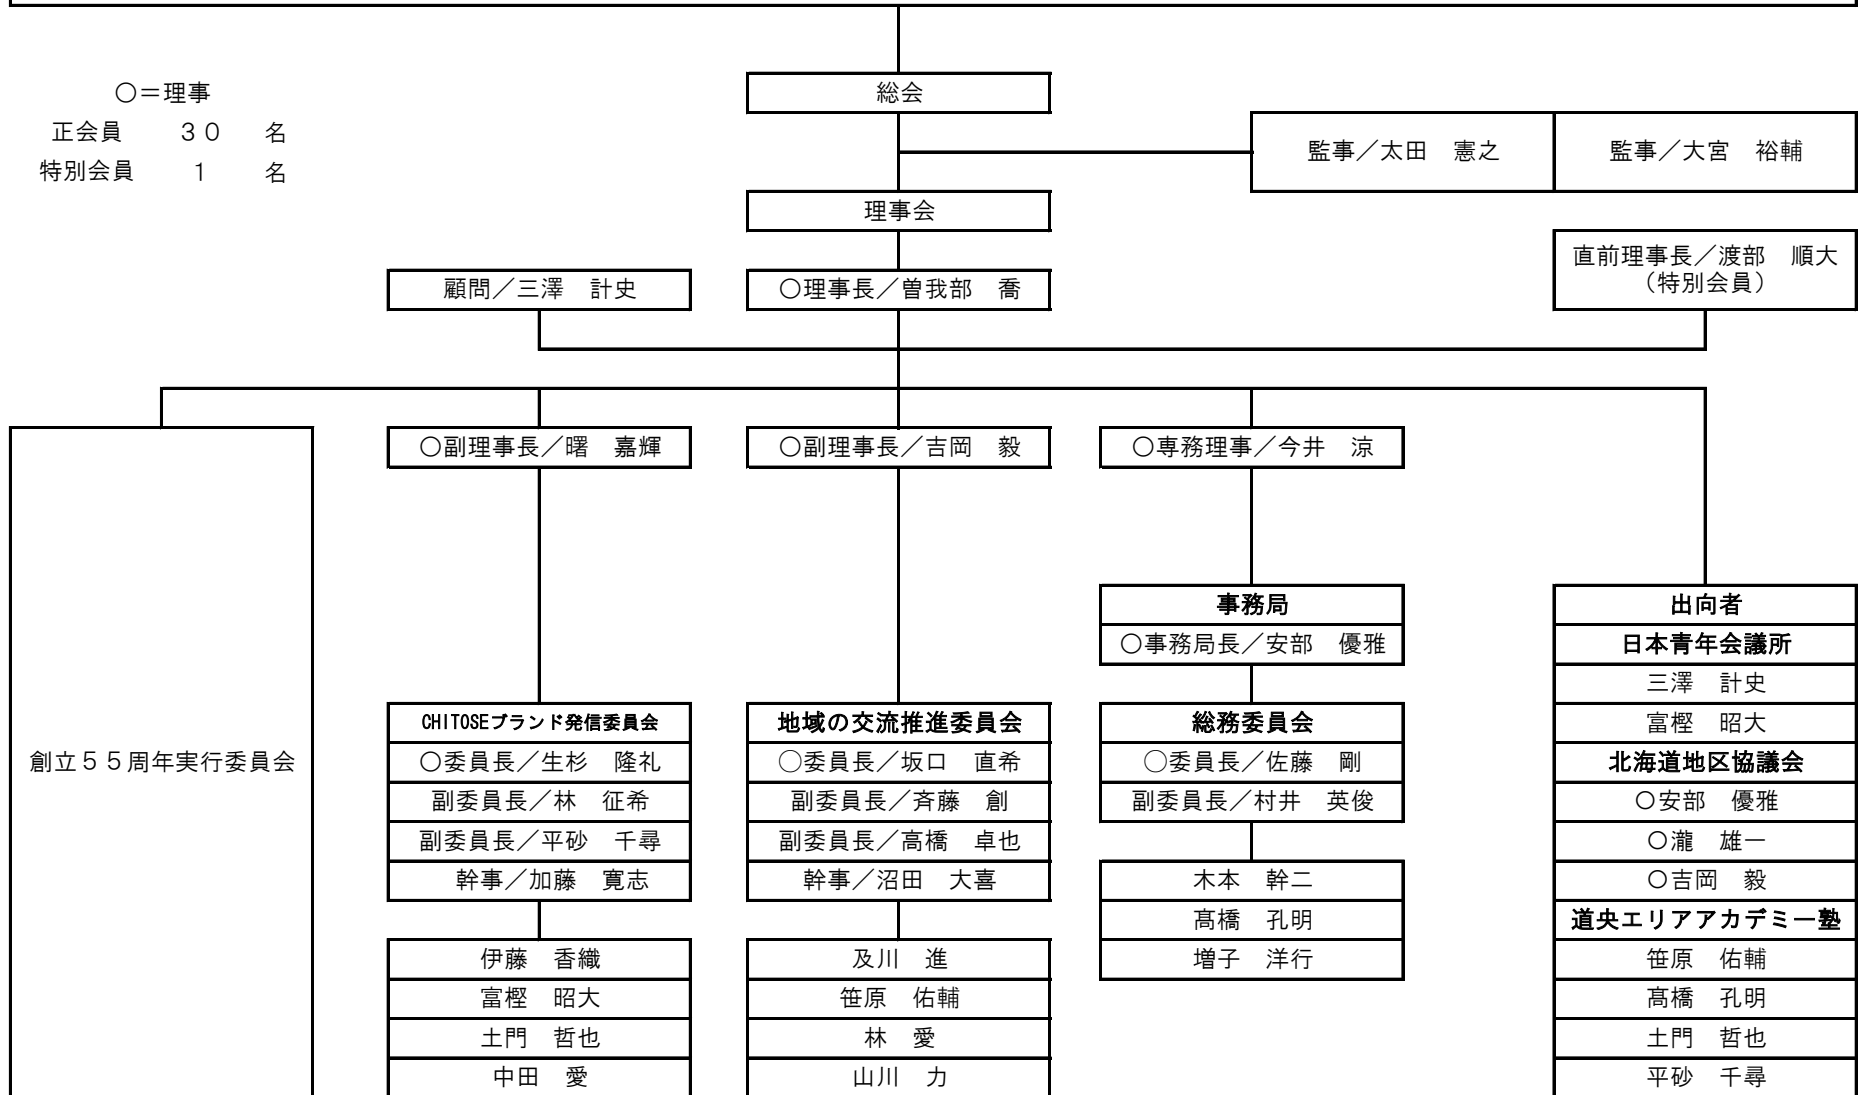 ○＝理事
正会員　３０　名
特別会員　１　名
総会
監事／太田　憲之
監事／大宮　裕輔
理事会
直前理事長／渡部　順大
（特別会員）
顧問／三澤　計史
○理事長／曽我部　喬
○副理事長／曙　嘉輝
○副理事長／吉岡　毅
○専務理事／今井　涼
創立５５周年実行委員会
CHITOSEブランド発信委員会
○委員長／生杉　隆礼
副委員長／林　征希
副委員長／平砂　千尋
幹事／加藤　寛志
伊藤　香織
富樫　昭大
土門　哲也
中田　愛
地域の交流推進委員会
○委員長／坂口　直希
副委員長／斉藤　創
副委員長／高橋　卓也
幹事／沼田　大喜
及川　進
笹原　佑輔
林　愛
山川　力
事務局
○事務局長／安部　優雅
総務委員会
○委員長／佐藤　剛
副委員長／村井　英俊
木本　幹二
髙橋　孔明
増子　洋行
出向者
日本青年会議所
三澤　計史
富樫　昭大
北海道地区協議会
○安部　優雅
○瀧　雄一
○吉岡　毅
道央エリアアカデミー塾
笹原　佑輔
髙橋　孔明
土門　哲也
平砂　千尋